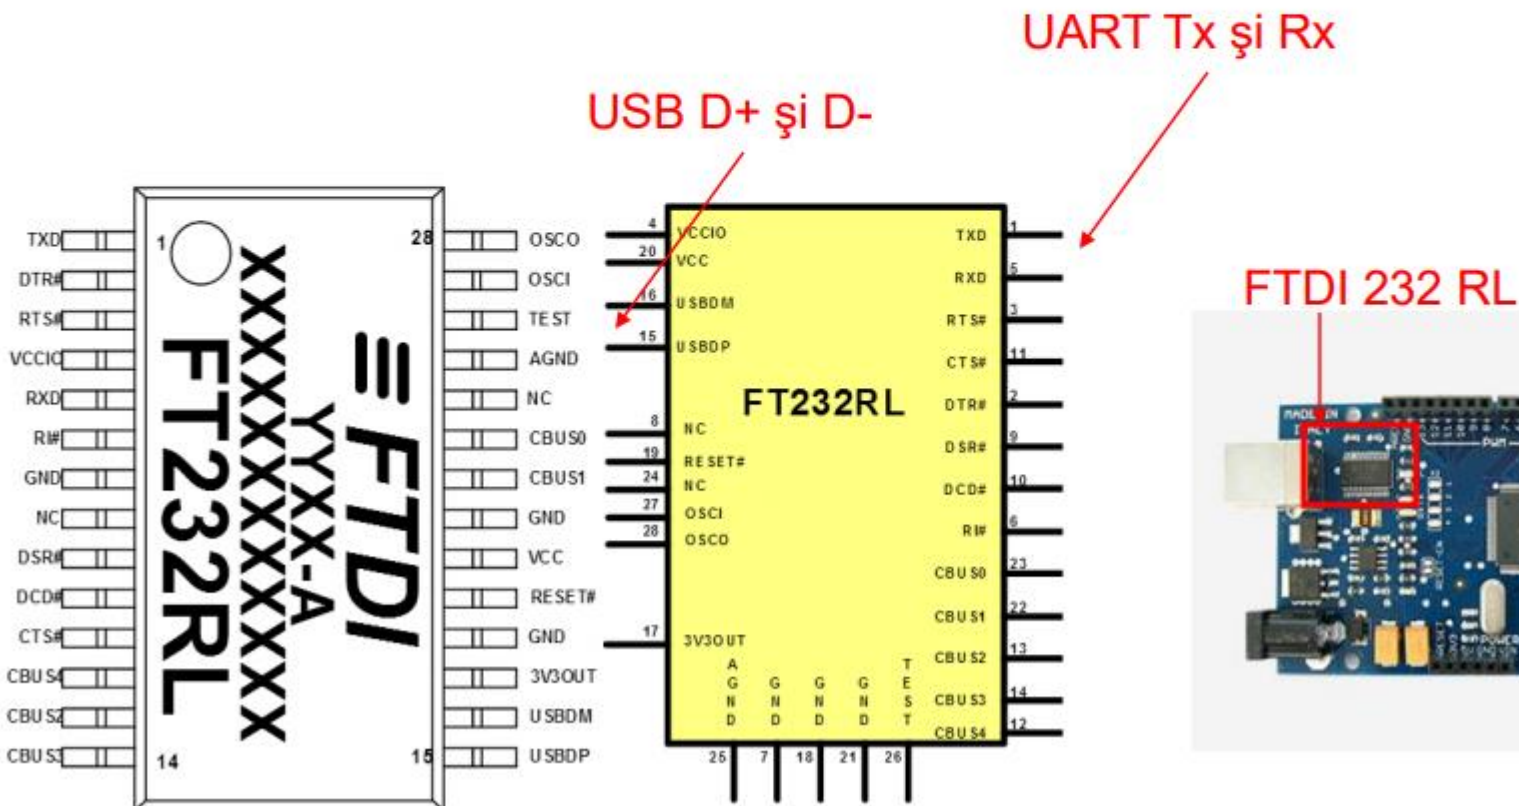 UART Tx şi Rx
USB D+ şi D-
FTDI 232 RL
TXD
DTR#
RTS#
VCCIO
RXD
RI#
GND
NC
DSR#
DCD#
CTS#
CBUS4
CBUS2
CBUS3
1
28
14
15
FTDI
YYXX-A
XXXXXXXXXXXX
FT232RL
OSCO
OSCI
TEST
AGND
NC
CBUS0
CBUS1
GND
VCC
RESET#
GND
3V3OUT
USBDM
USBDP
4 VCCIO
20 VCC
16 USBDM
15 USBDP
8 NC
19 RESET#
24 NC
27 OSCI
28 OSCO
17 3V3OUT
FT232RL
TXD 1
RXD 5
RTS# 3
CTS# 11
DTR# 2
DSR# 9
DCD# 10
RI# 6
CBUS0 23
CBUS1 22
CBUS2 13
CBUS3 14
CBUS4 12
AGND 25
GND 7
GND 18
GND 21
TEST 26
PWM
POWER